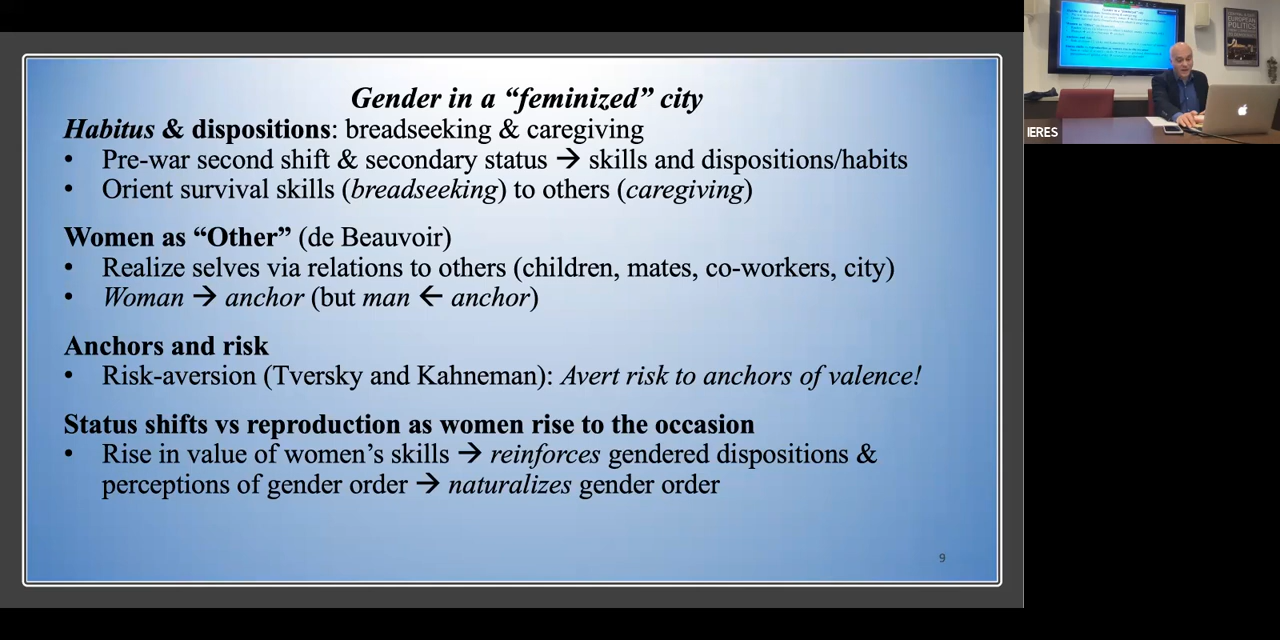 Gender in a “feminized” city
Habitus & dispositions: breadseeking & caregiving
• Pre-war second shift & secondary status → skills and dispositions/habits
• Orient survival skills (breadseeking) to others (caregiving)
Women as “Other” (de Beauvoir)
• Realize selves via relations to others (children, mates, co-workers, city)
• Woman → anchor (but man ← anchor)
Anchors and risk
• Risk-aversion (Tversky and Kahneman): Avert risk to anchors of valence!
Status shifts vs reproduction as women rise to the occasion
• Rise in value of women’s skills → reinforces gendered dispositions &
perceptions of gender order → naturalizes gender order
9
IERES
EUROPEAN
POLITICS